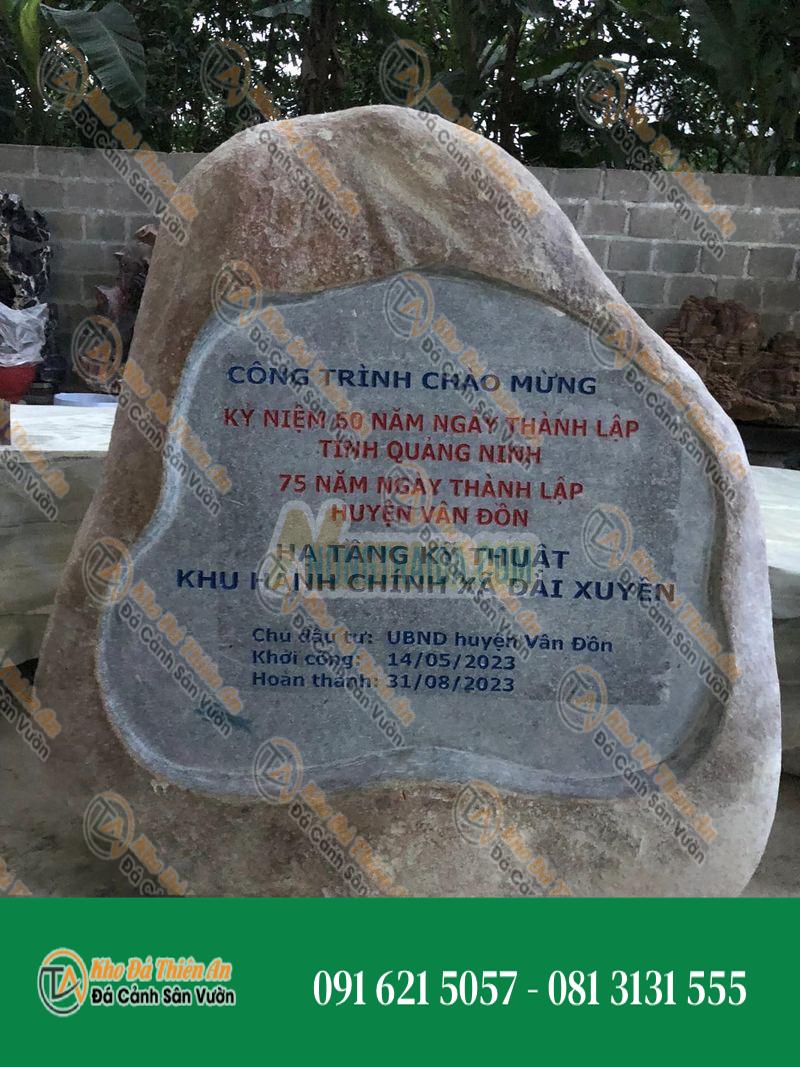 CÔNG TRÌNH CHÀO MỪNG
KỶ NIỆM 60 NĂM NGÀY THÀNH LẬP
TỈNH QUẢNG NINH
75 NĂM NGÀY THÀNH LẬP
HUYỆN VÂN ĐỒN
HẠ TẦNG KỸ THUẬT
KHU HÀNH CHÍNH XÃ ĐÀI XUYÊN
Chủ đầu tư: UBND huyện Vân Đồn
Khởi công: 14/05/2023
Hoàn thành: 31/08/2023
TA Kho Đá Thiên Ân
Đá Cảnh Sân Vườn
091 621 5057 - 081 3131 555